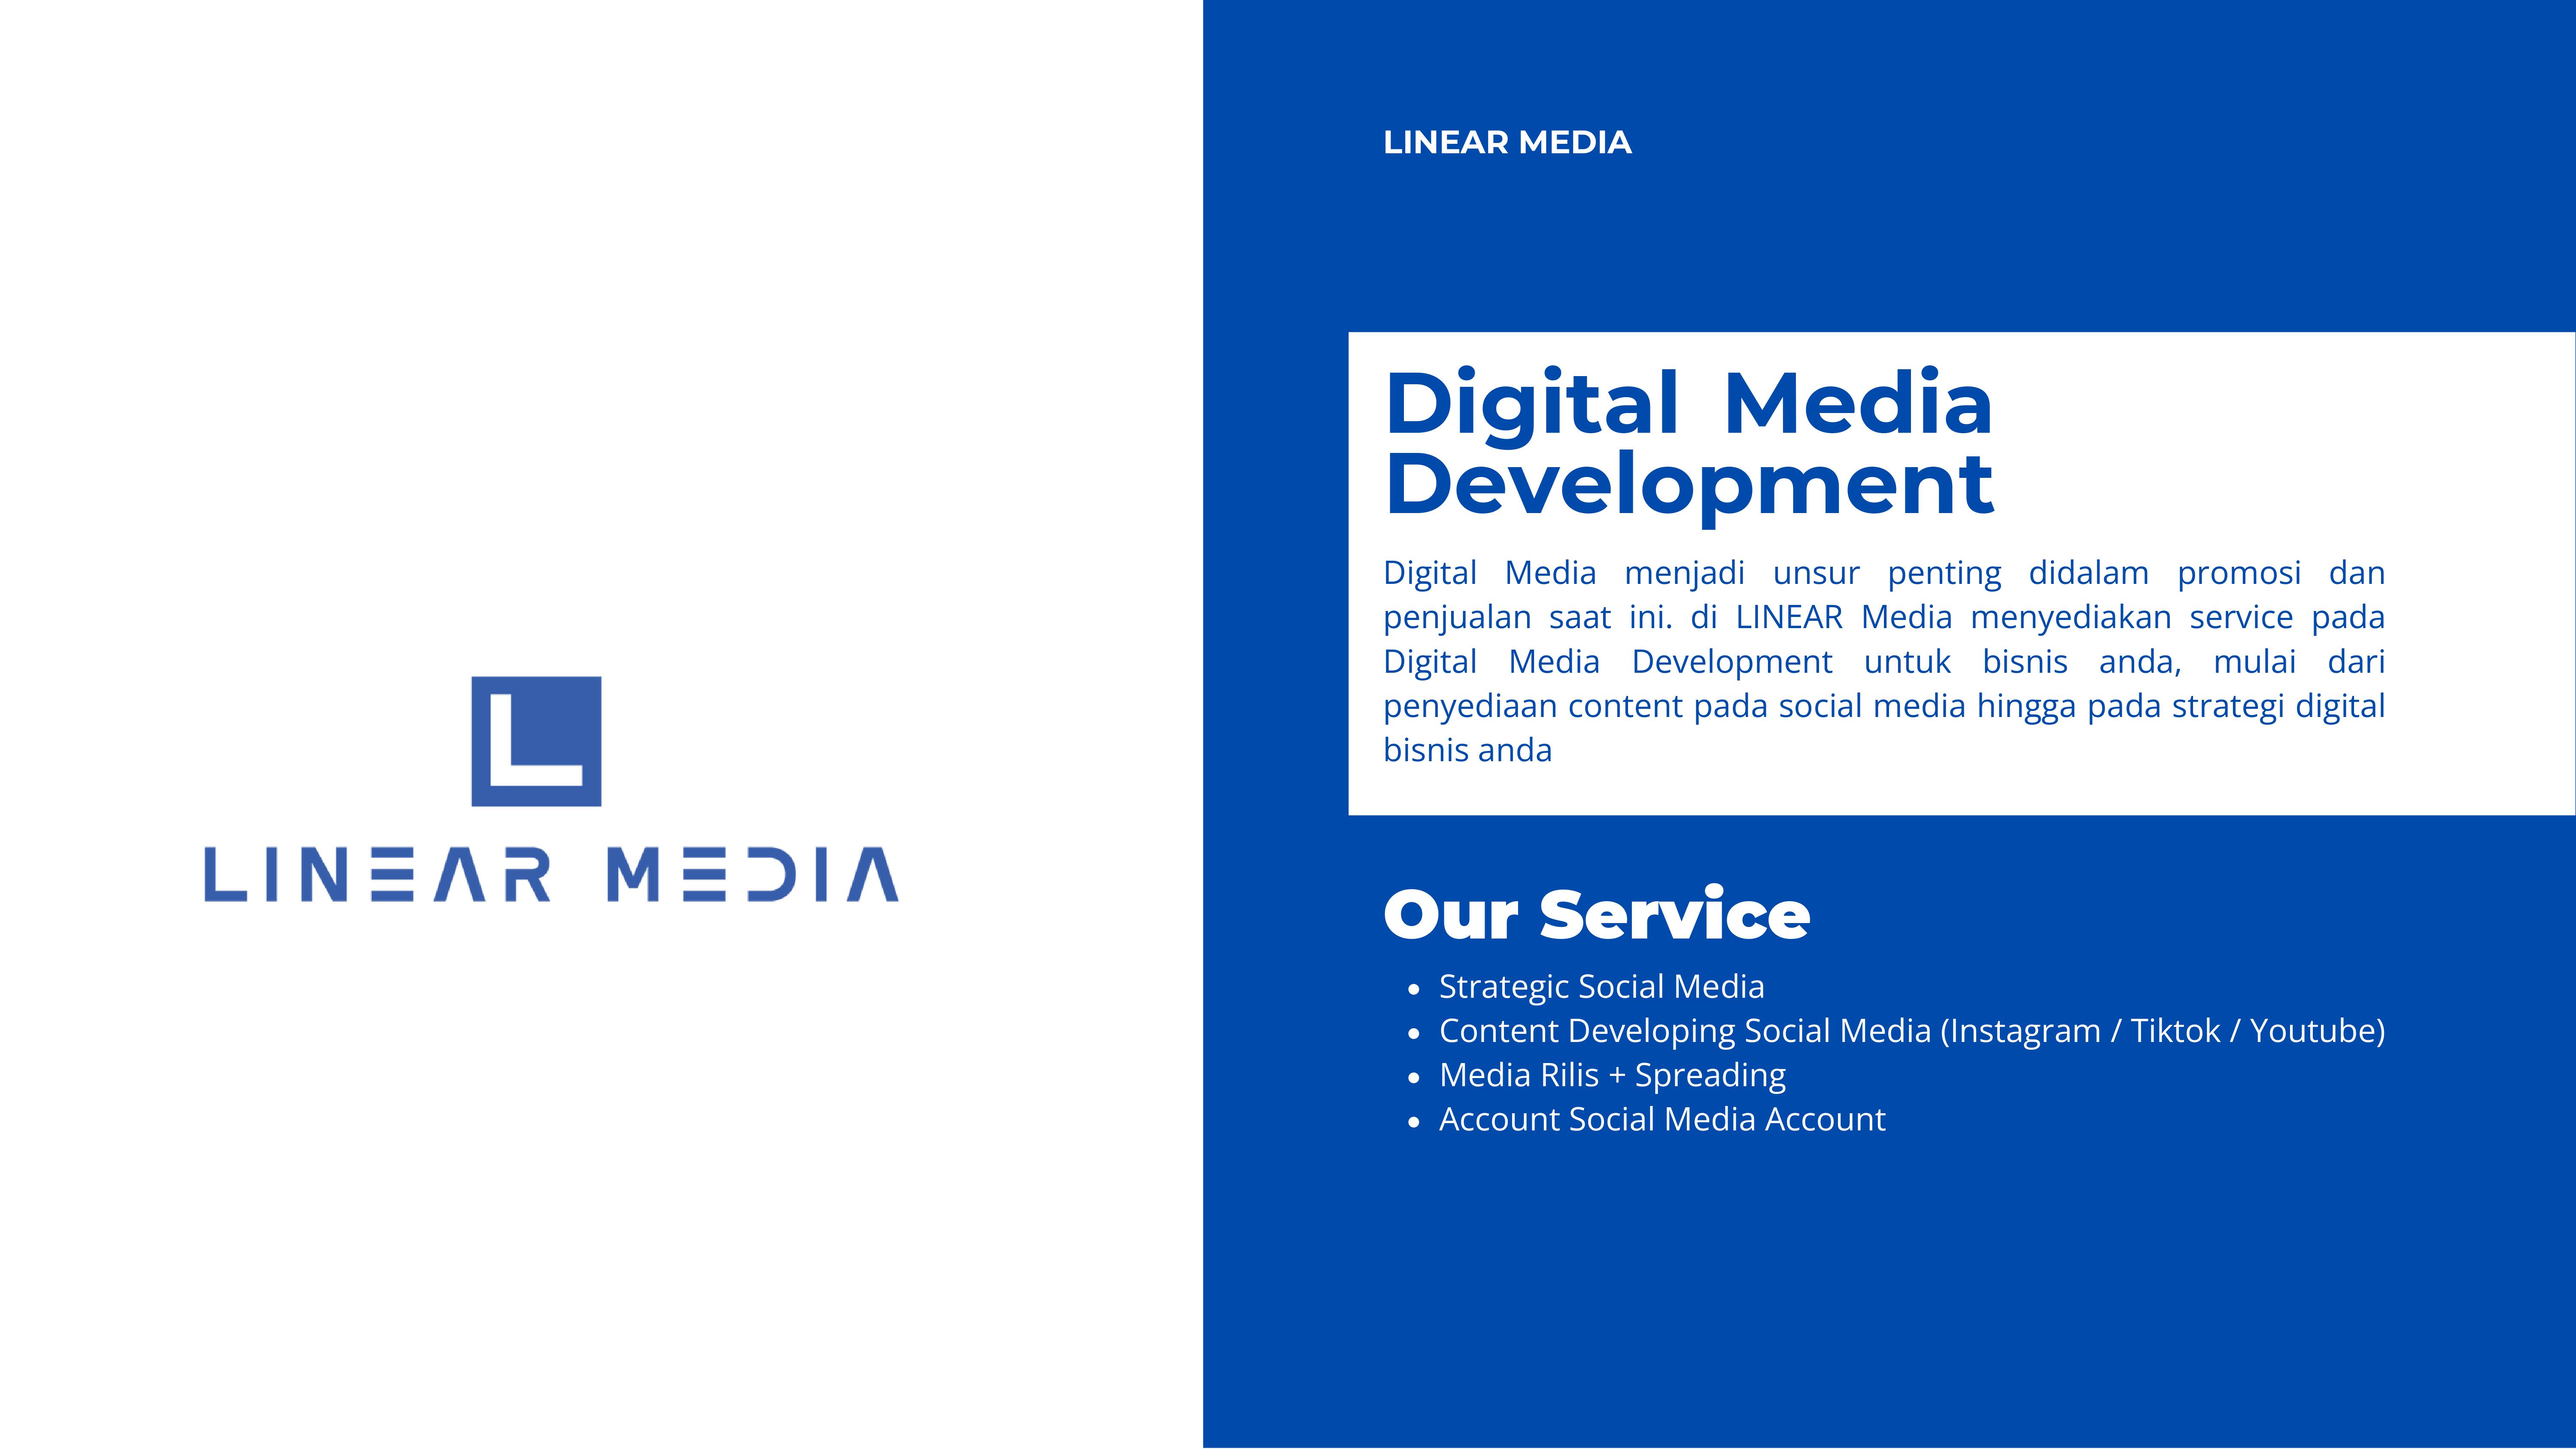 LINEAR MEDIA
LINEAR MEDIA
Digital Media
Development
Digital Media menjadi unsur penting didalam promosi dan
penjualan saat ini. di LINEAR Media menyediakan service pada
Digital Media Development untuk bisnis anda, mulai dari
penyediaan content pada social media hingga pada strategi digital
bisnis anda
Our Service
• Strategic Social Media
• Content Developing Social Media (Instagram / Tiktok / Youtube)
• Media Rilis + Spreading
• Account Social Media Account